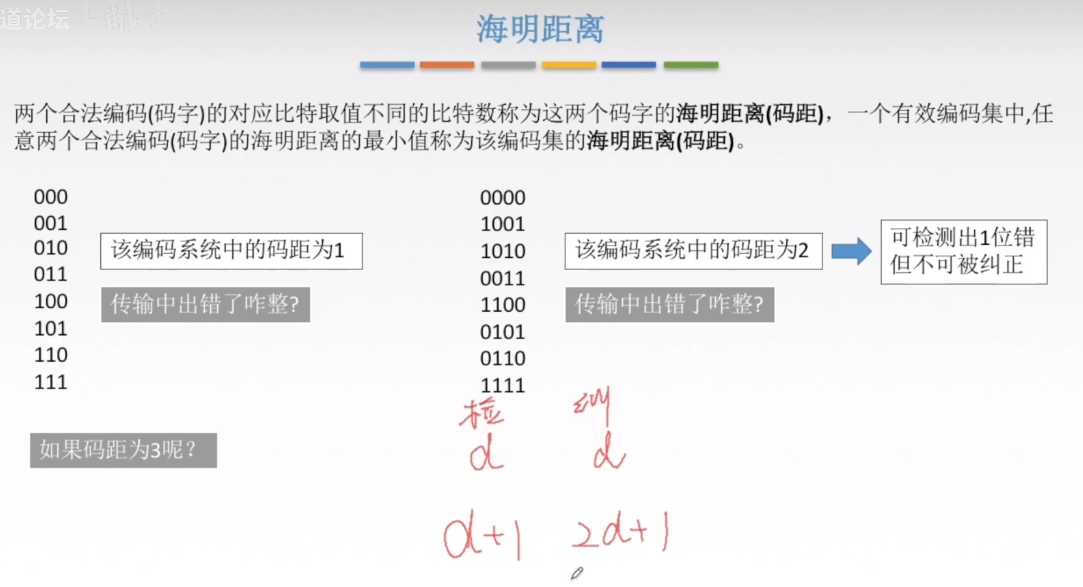 道论坛
海明距离
两个合法编码(码字)的对应比特取值不同的比特数称为这两个码字的海明距离(码距)，一个有效编码集中,任
意两个合法编码(码字)的海明距离的最小值称为该编码集的海明距离(码距)。
000
001
010
011
100
101
110
111
该编码系统中的码距为1
传输中出错了咋整?
0000
1001
1010
0011
1100
0101
0110
1111
该编码系统中的码距为2
传输中出错了咋整?
可检测出1位错
但不可被纠正
如果码距为3呢？
检 纠
d d
d+1 2d+1